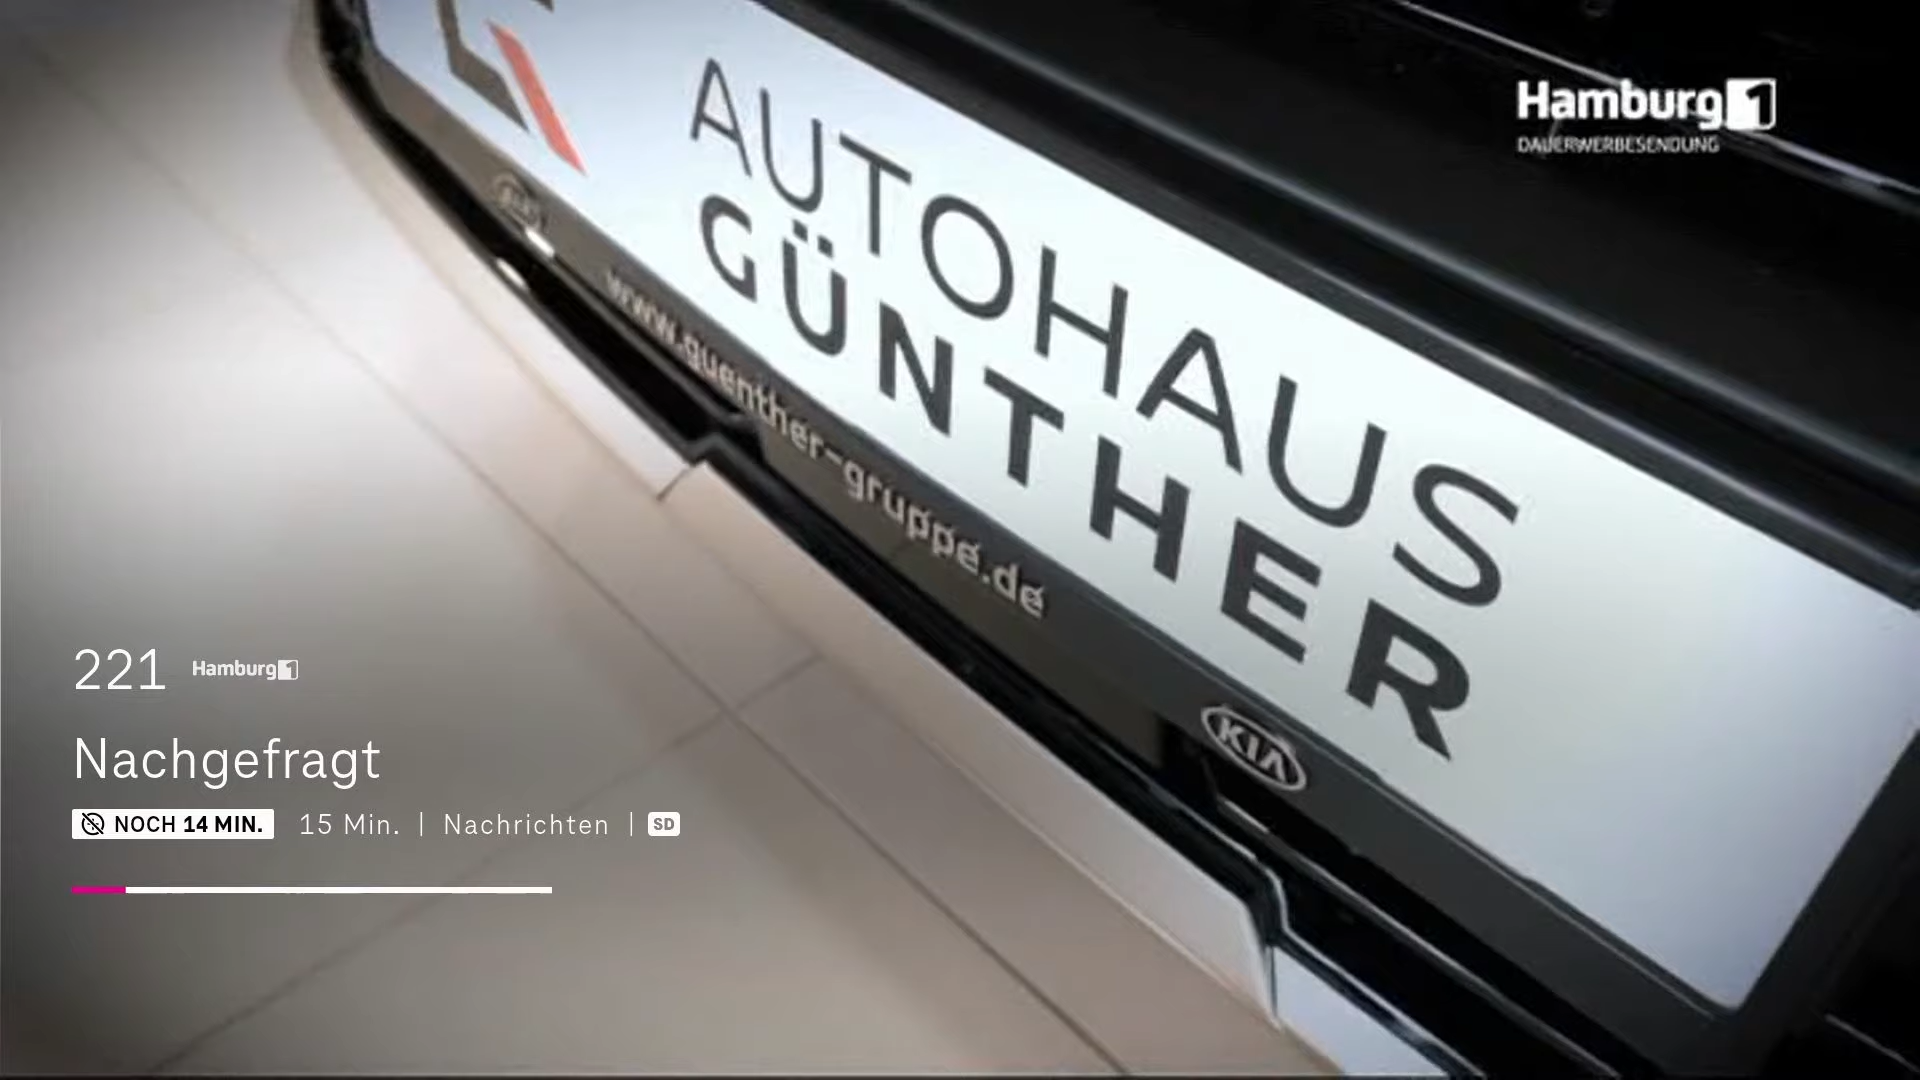 Hamburg 1
DAUERWERBESENDUNG
AUTOHAUS
GÜNTHER
www.guenther-gruppe.de
KIA
221 Hamburg 1
Nachgefragt
NOCH 14 MIN. 15 Min. | Nachrichten | SD